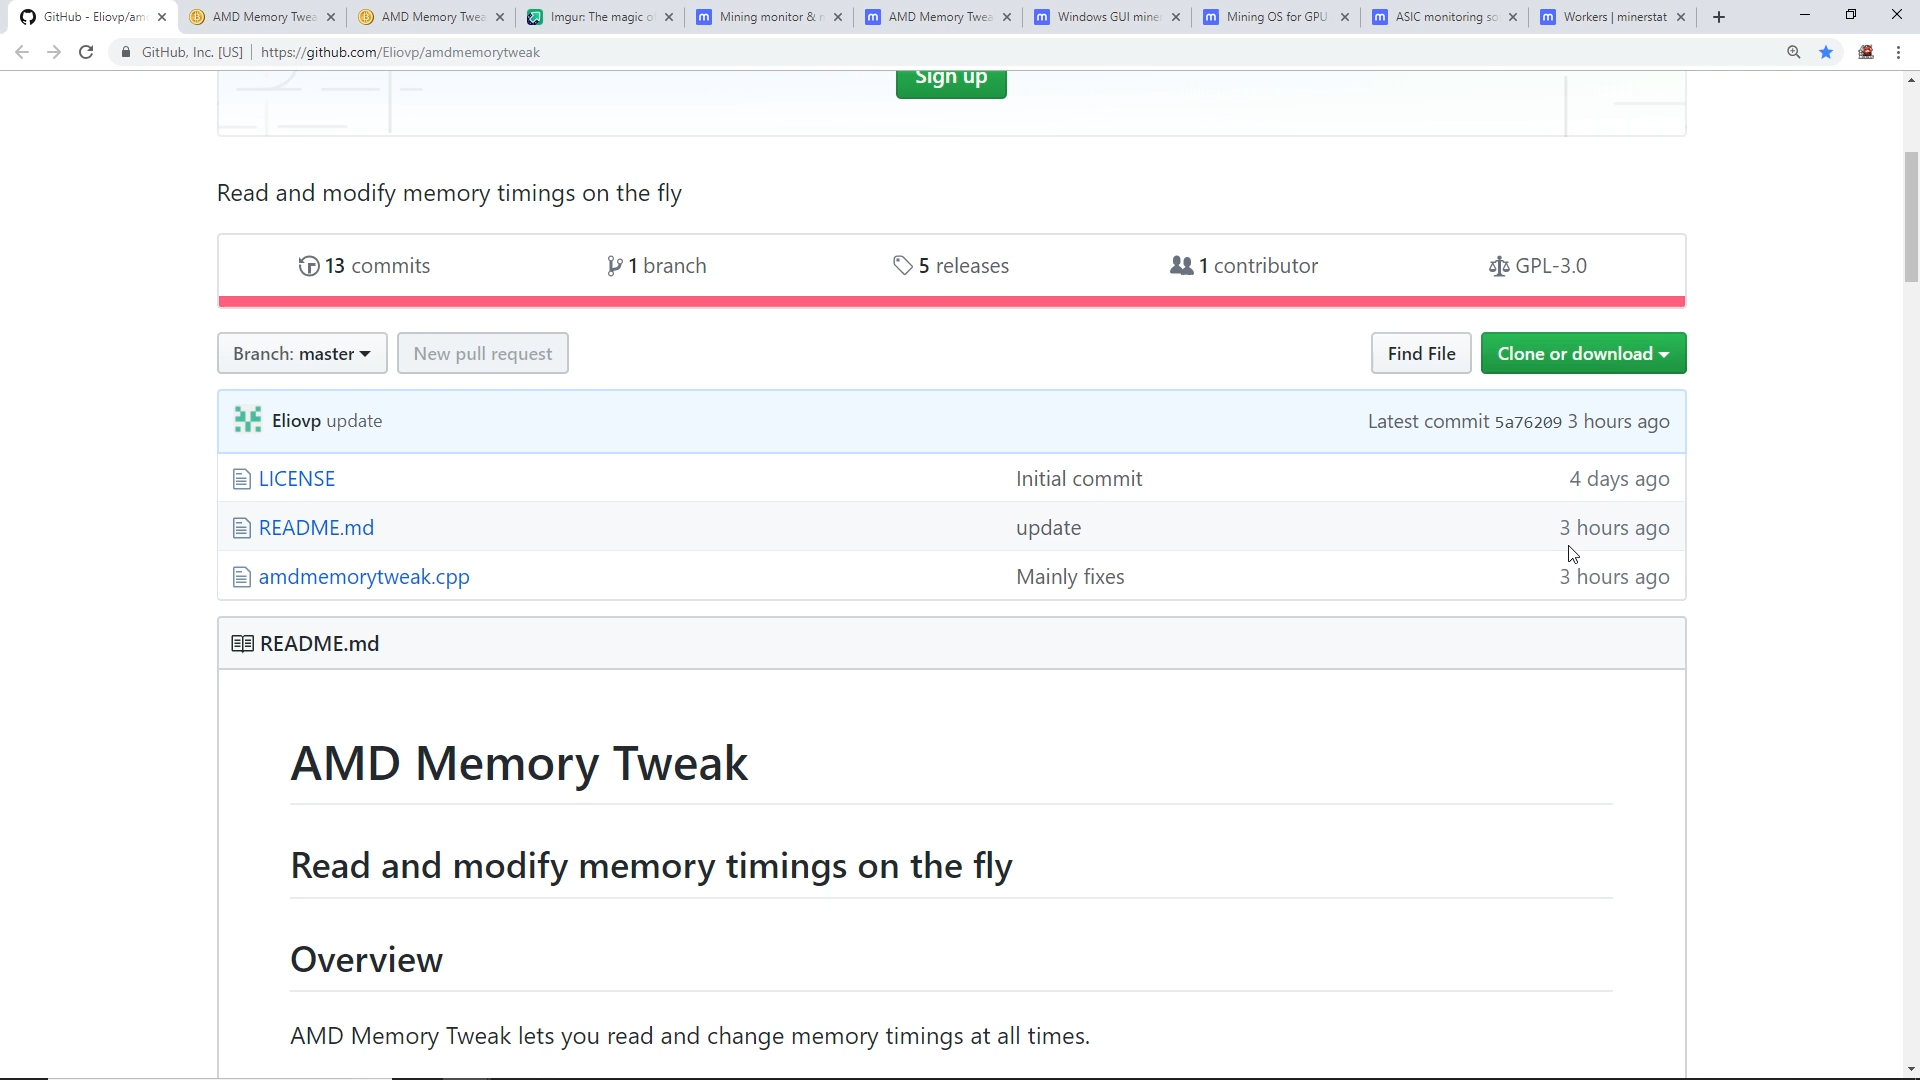 GitHub - Eliovp/am
AMD Memory Twea
AMD Memory Twea
Imgur: The magic o
Mining monitor &
AMD Memory Twea
Windows GUI mine
Mining OS for GPU
ASIC monitoring so
Workers | minerstat
GitHub, Inc. [US] | https://github.com/Eliovp/amdmemorytweak
Sign up
Read and modify memory timings on the fly
13 commits
1 branch
5 releases
1 contributor
GPL-3.0
Branch: master
New pull request
Find File
Clone or download
Eliovp update
Latest commit 5a76209 3 hours ago
LICENSE Initial commit 4 days ago
README.md update 3 hours ago
amdmemorytweak.cpp Mainly fixes 3 hours ago
README.md
AMD Memory Tweak
Read and modify memory timings on the fly
Overview
AMD Memory Tweak lets you read and change memory timings at all times.